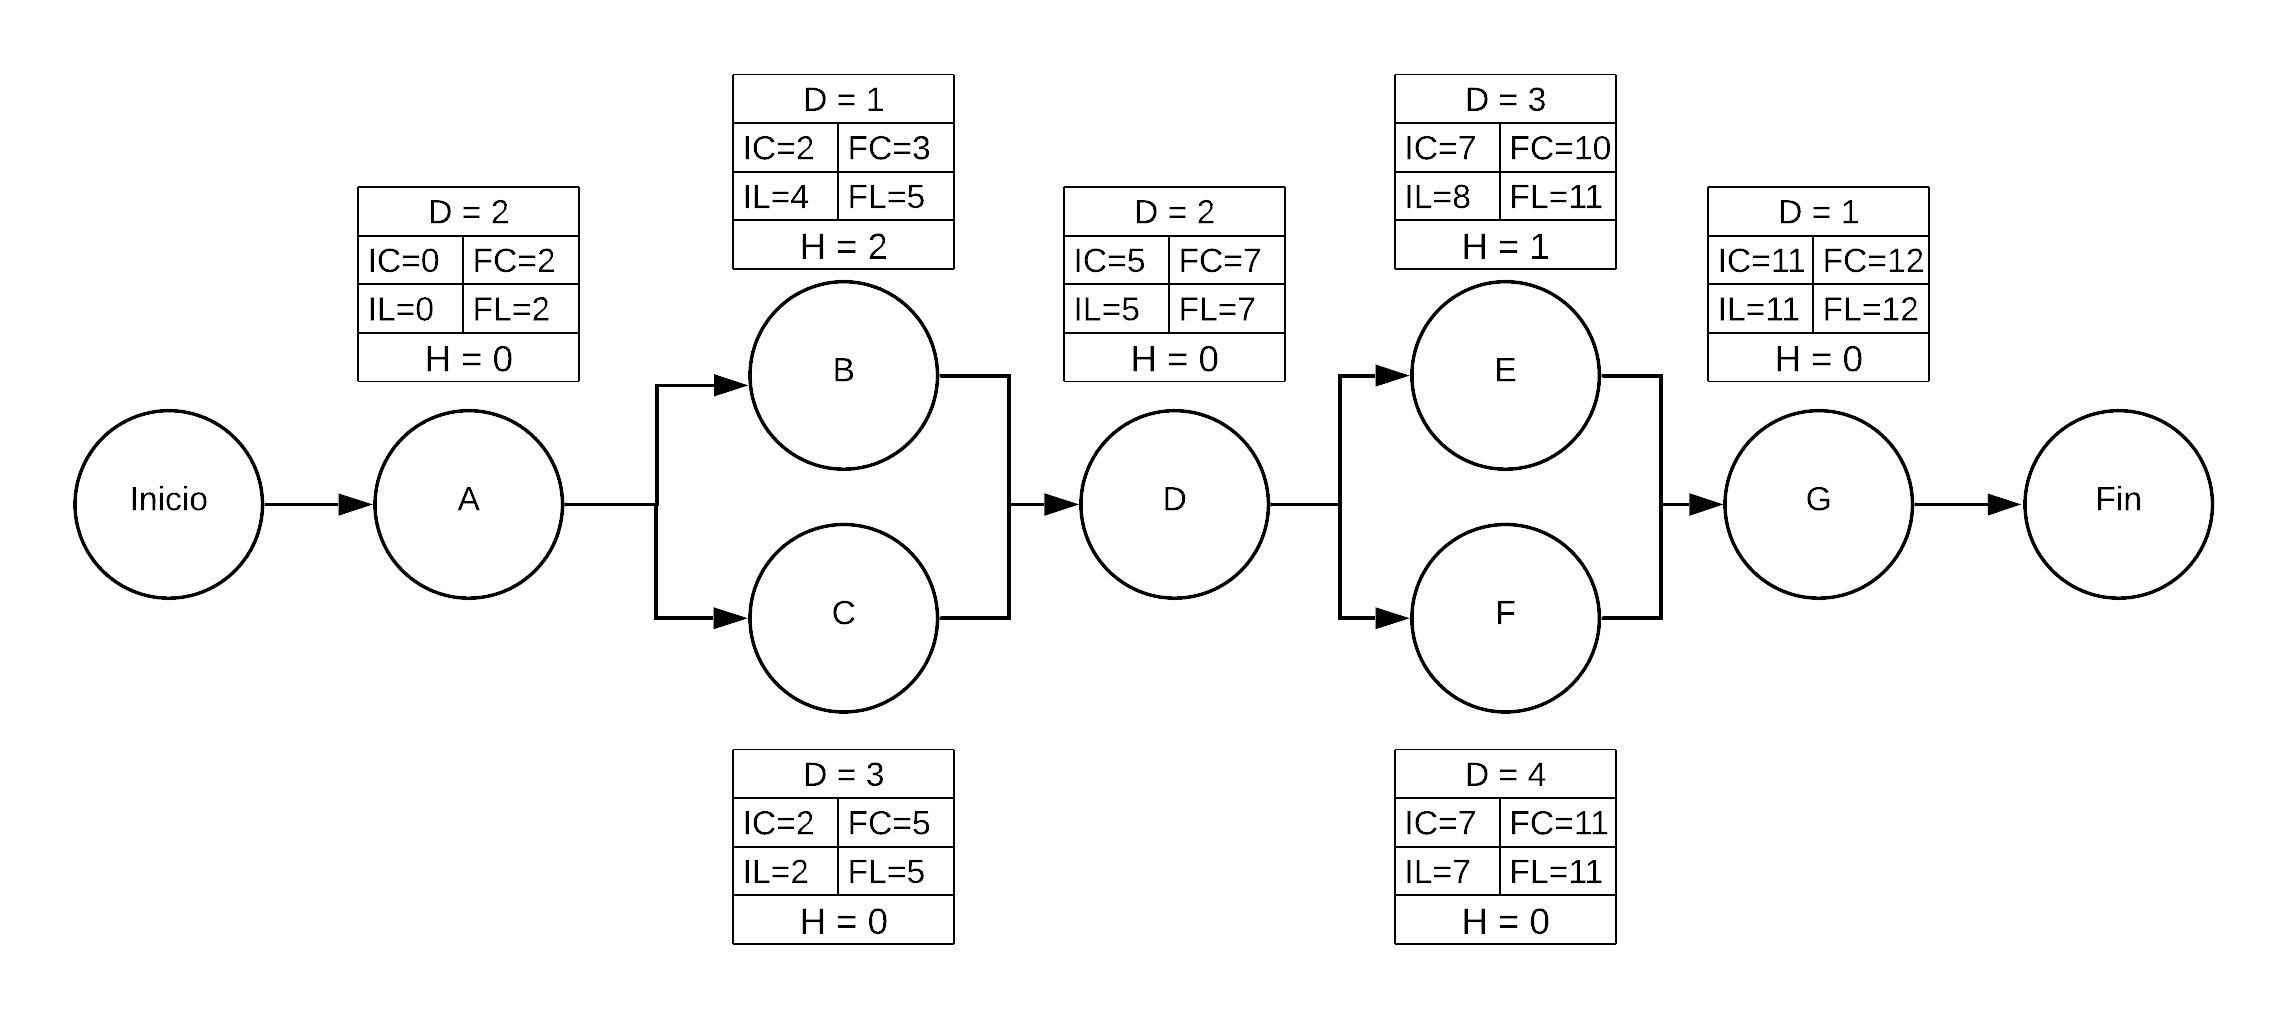 D = 2
IC=0 FC=2
IL=0 FL=2
H = 0
D = 1
IC=2 FC=3
IL=4 FL=5
H = 2
D = 2
IC=5 FC=7
IL=5 FL=7
H = 0
D = 3
IC=7 FC=10
IL=8 FL=11
H = 1
D = 1
IC=11 FC=12
IL=11 FL=12
H = 0
Inicio
A
B
C
D
E
F
G
Fin
D = 3
IC=2 FC=5
IL=2 FL=5
H = 0
D = 4
IC=7 FC=11
IL=7 FL=11
H = 0